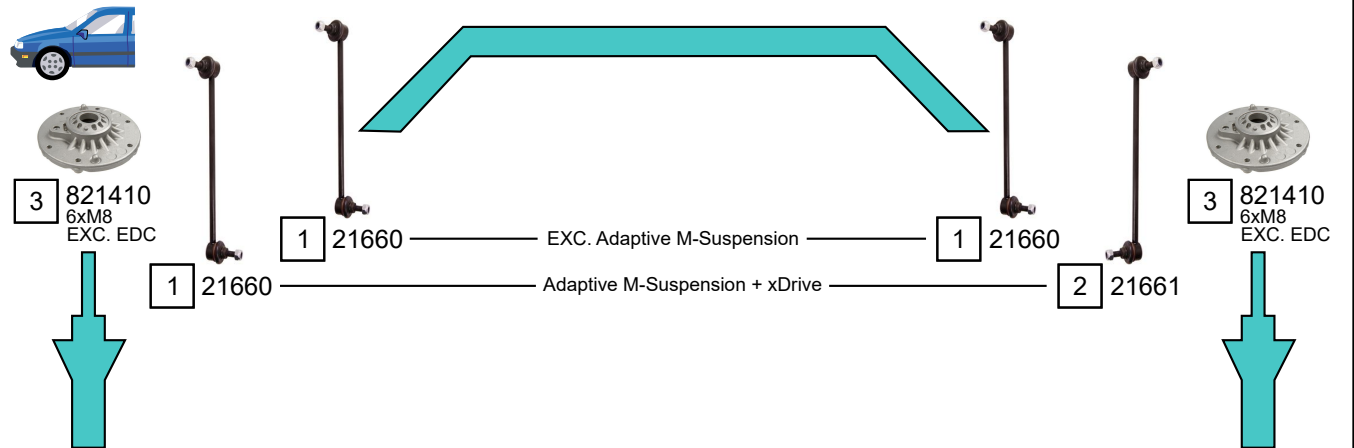 3 821410
6xM8
EXC. EDC
1 21660 EXC. Adaptive M-Suspension 1 21660
3 821410
6xM8
EXC. EDC
1 21660 Adaptive M-Suspension + xDrive 2 21661